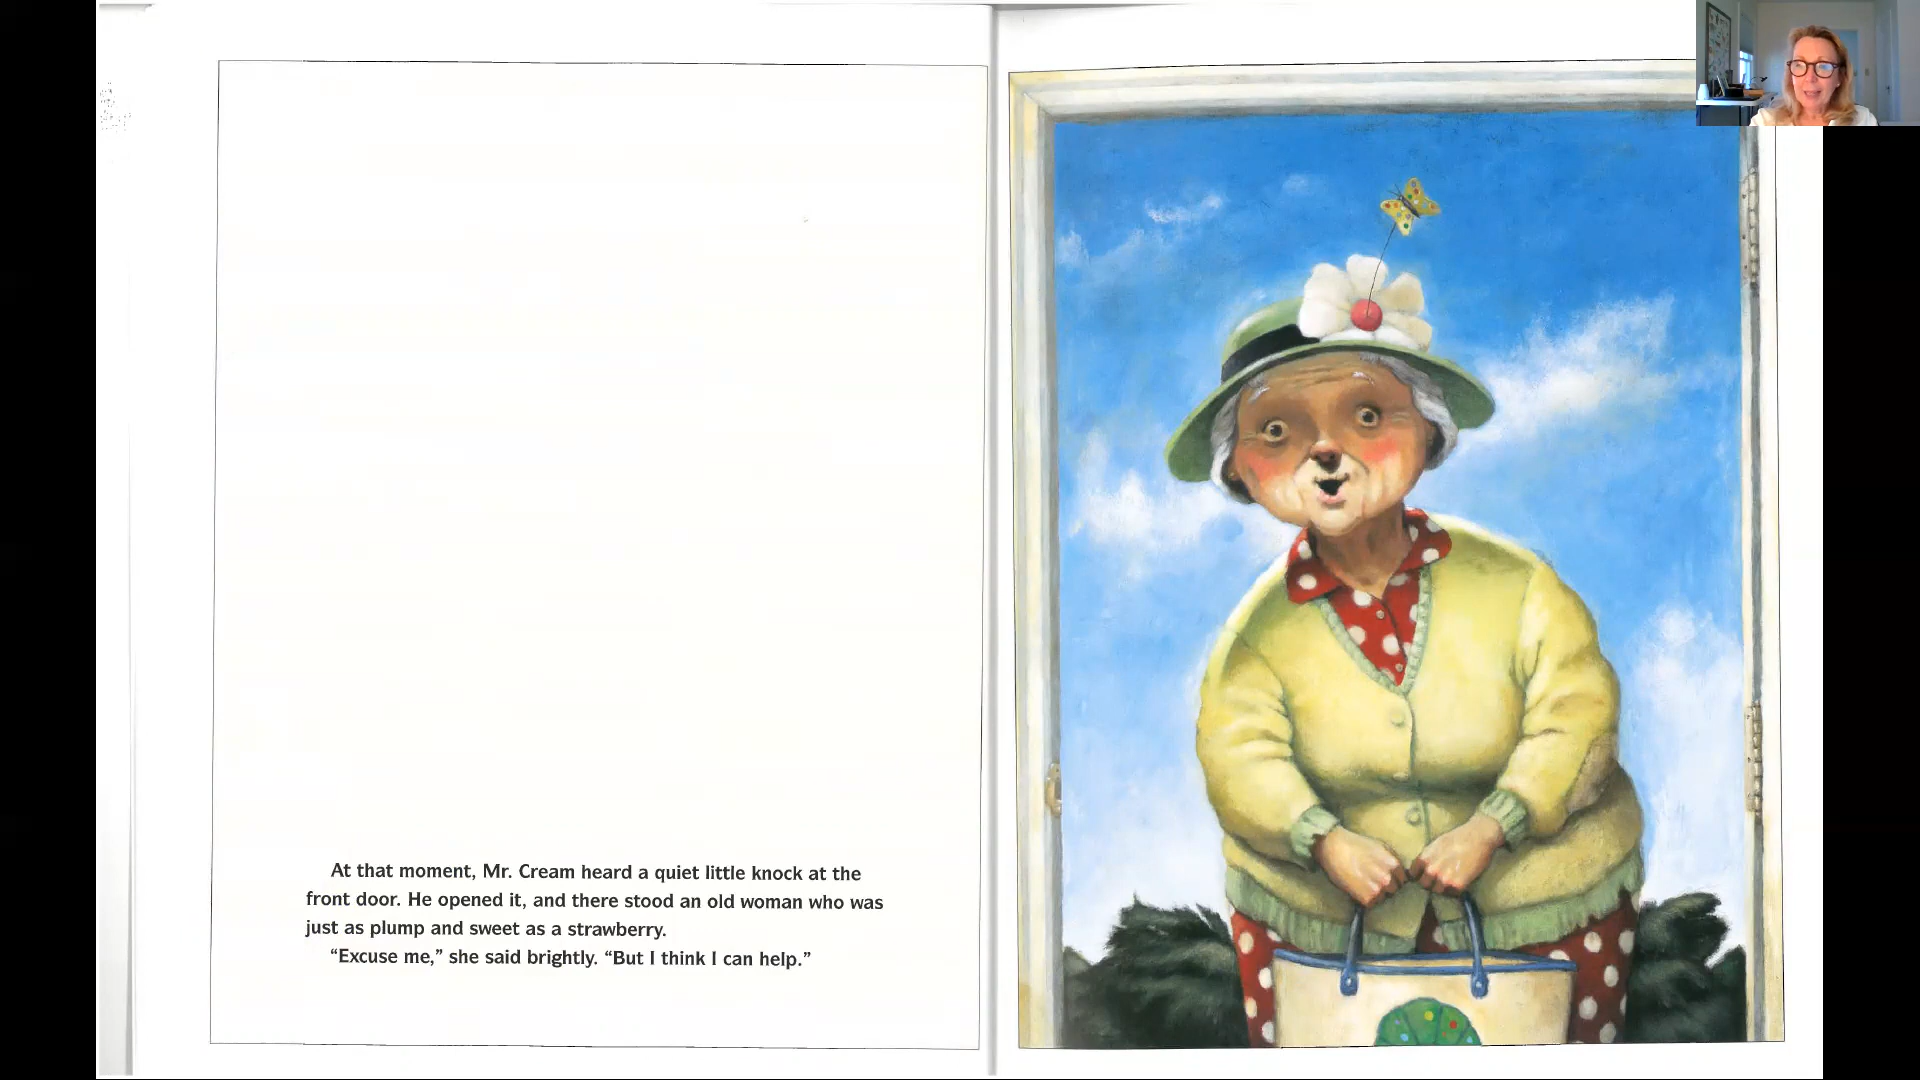 At that moment, Mr. Cream heard a quiet little knock at the
front door. He opened it, and there stood an old woman who was
just as plump and sweet as a strawberry.
“Excuse me,” she said brightly. “But I think I can help.”